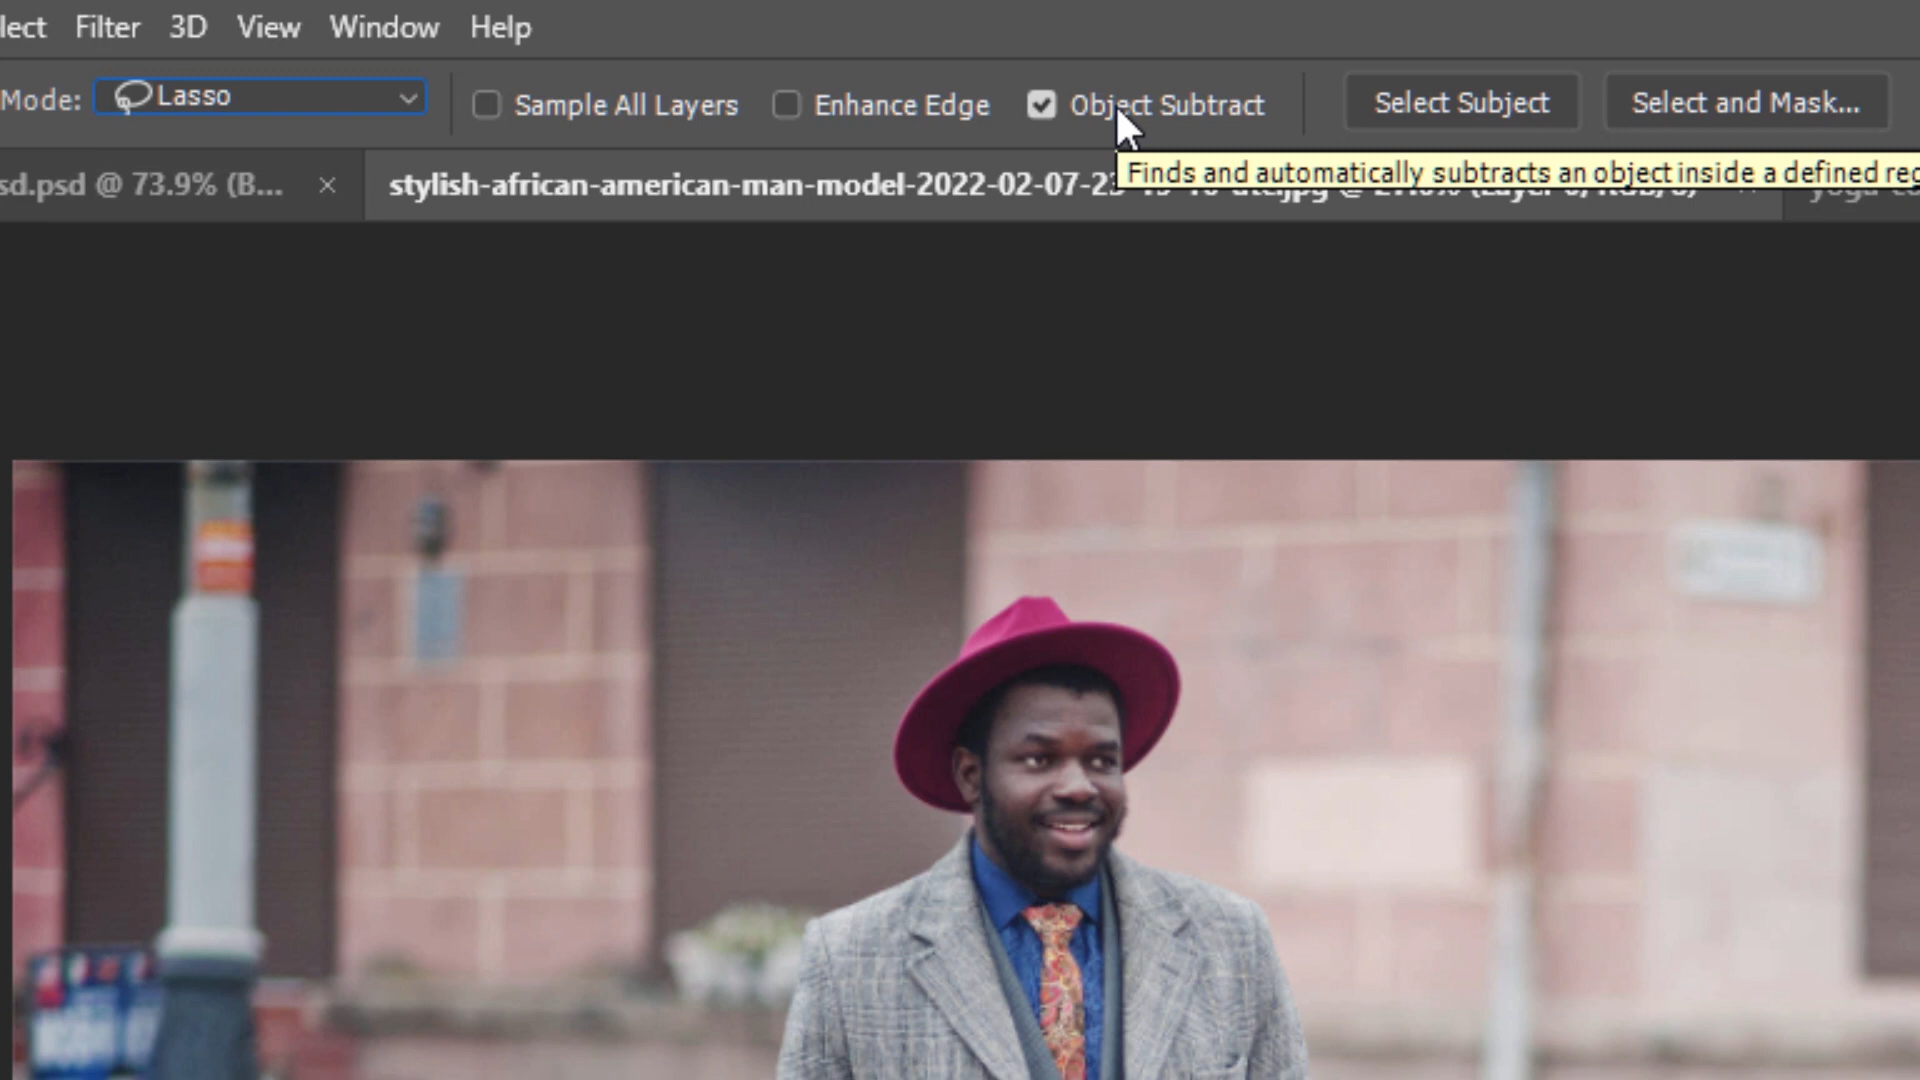 lect Filter 3D View Window Help
Mode: Lasso Sample All Layers Enhance Edge Object Subtract Select Subject Select and Mask...
Finds and automatically subtracts an object inside a defined reg
sd.psd @ 73.9% (B... × stylish-african-american-man-model-2022-02-07-23